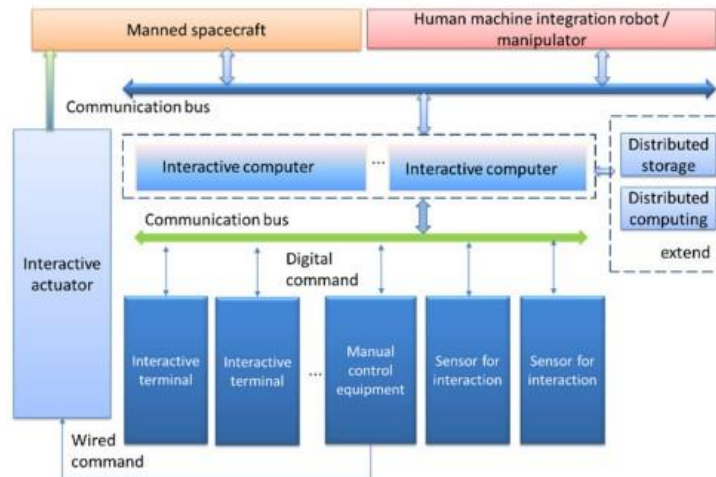 Manned spacecraft
Human machine integration robot /
manipulator
Communication bus
Interactive computer
...
Interactive computer
Distributed
storage
Distributed
computing
extend
Communication bus
Interactive
actuator
Digital
command
Interactive
terminal
Interactive
terminal
...
Manual
control
equipment
Sensor for
interaction
Sensor for
interaction
Wired
command